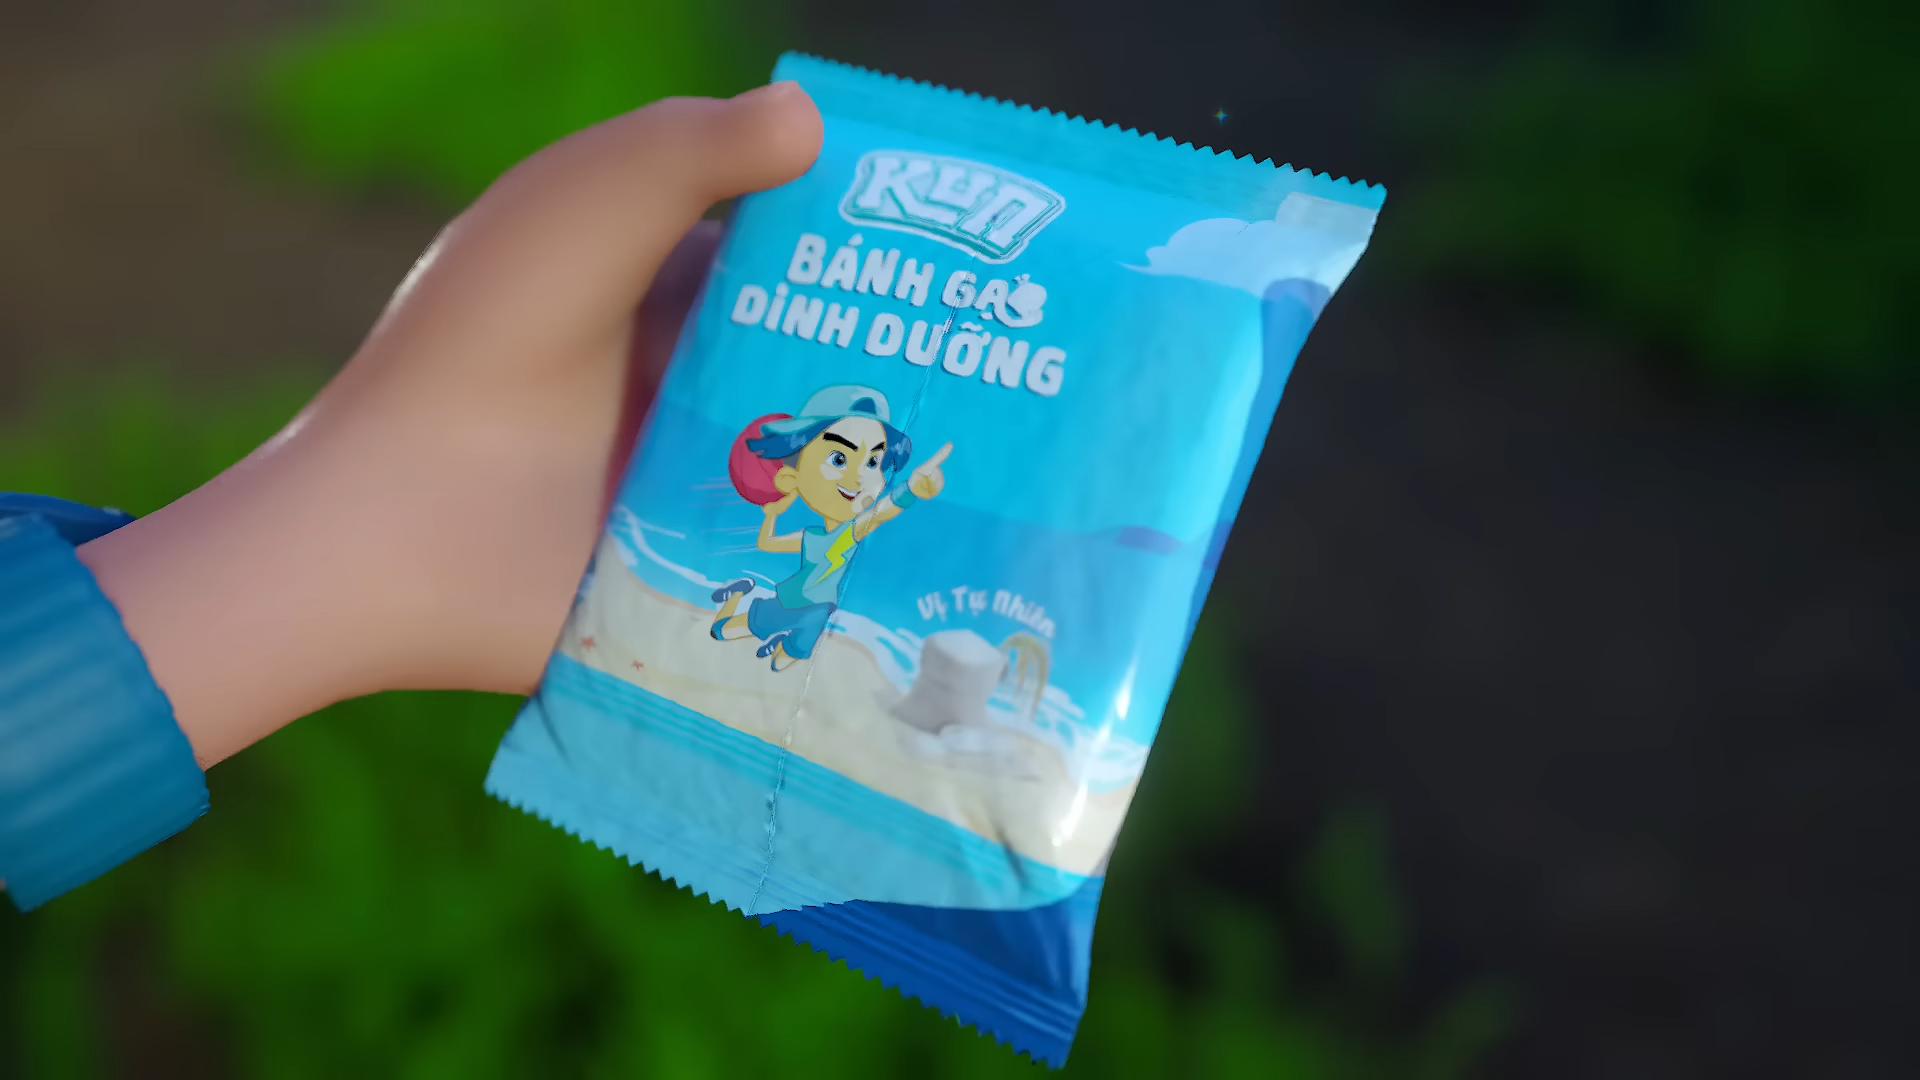 KUN
BÁNH GẠO
DINH DƯỠNG
Vị Tự Nhiên